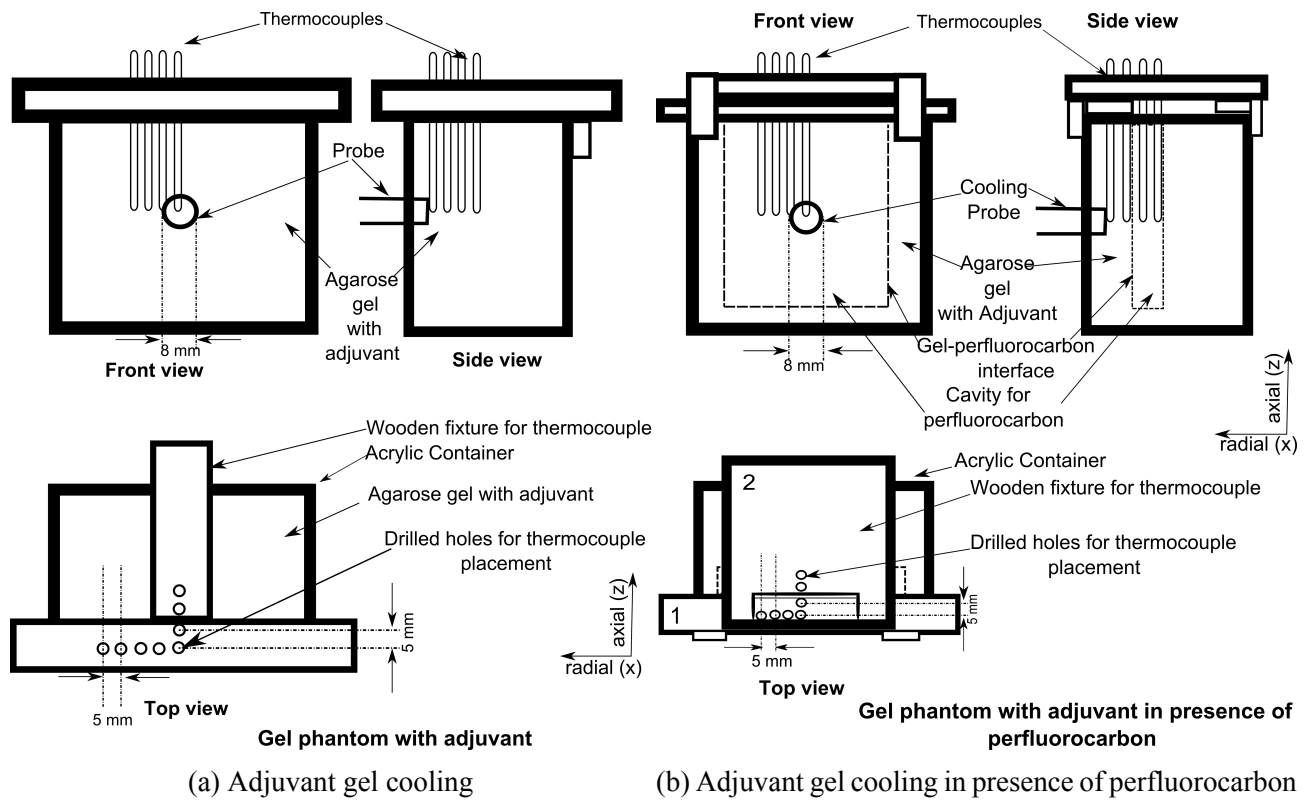 Thermocouples
Probe
Agarose
gel
with
adjuvant
8 mm
Front view
Side view
Wooden fixture for thermocouple
Acrylic Container
Agarose gel with adjuvant
Drilled holes for thermocouple
placement
5 mm
5 mm
axial (z)
radial (x)
Top view
Gel phantom with adjuvant
(a) Adjuvant gel cooling
Front view
Thermocouples
Side view
Cooling
Probe
Agarose
gel
with Adjuvant
Gel-perfluorocarbon
interface
8 mm
Cavity for
perfluorocarbon
axial (z)
radial (x)
Acrylic Container
2
Wooden fixture for thermocouple
Drilled holes for thermocouple
placement
1
5 mm
5 mm
Top view
Gel phantom with adjuvant in presence of
perfluorocarbon
(b) Adjuvant gel cooling in presence of perfluorocarbon